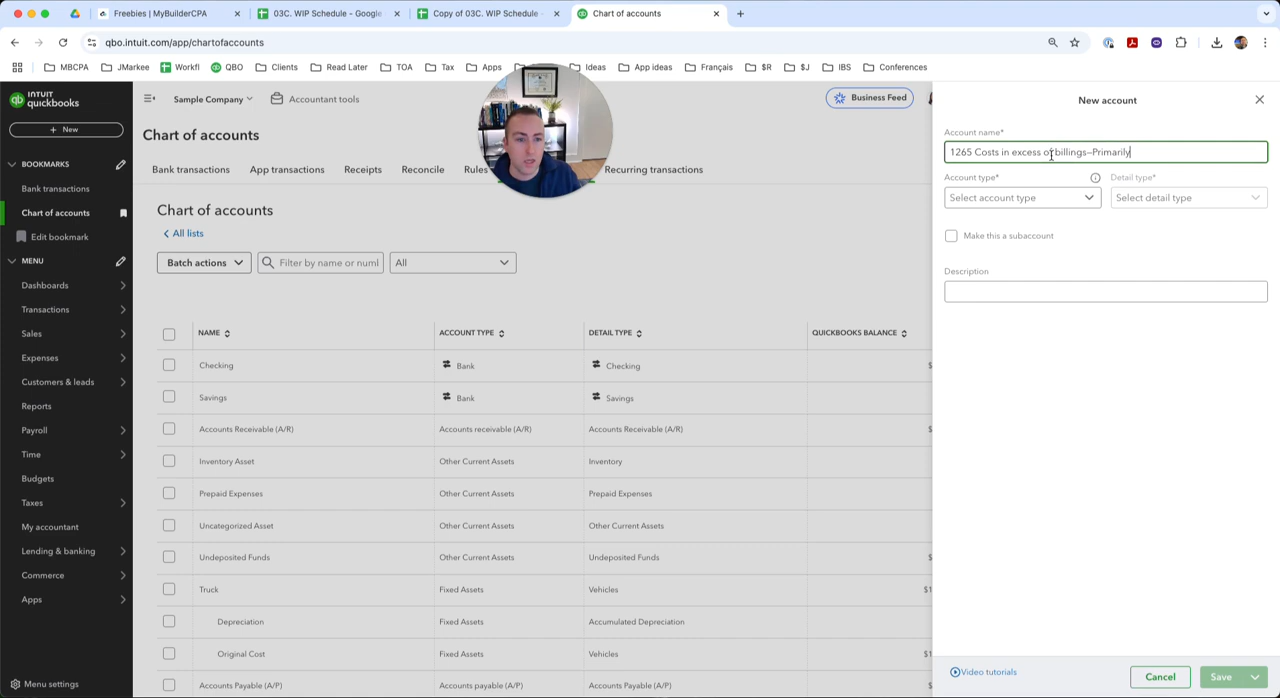 Freebies | MyBuilderCPA
03C. WIP Schedule - Google
Copy of 03C. WIP Schedule -
Chart of accounts
qbo.intuit.com/app/chartofaccounts
MBCPA
JMarkee
Workfl
QBO
Clients
Read Later
TOA
Tax
Apps
Ideas
App ideas
Français
$R
$J
IBS
Conferences
INTUIT
quickbooks
Sample Company
Accountant tools
Business Feed
+ New
Chart of accounts
BOOKMARKS
Bank transactions
Chart of accounts
Edit bookmark
MENU
Dashboards
Transactions
Sales
Expenses
Customers & leads
Reports
Payroll
Time
Budgets
Taxes
My accountant
Lending & banking
Commerce
Apps
Menu settings
Bank transactions
App transactions
Receipts
Reconcile
Rules
Recurring transactions
Chart of accounts
All lists
Batch actions
Filter by name or numl
All
NAME
ACCOUNT TYPE
DETAIL TYPE
QUICKBOOKS BALANCE
Checking Bank Checking
Savings Bank Savings
Accounts Receivable (A/R) Accounts receivable (A/R) Accounts Receivable (A/R)
Inventory Asset Other Current Assets Inventory
Prepaid Expenses Other Current Assets Prepaid Expenses
Uncategorized Asset Other Current Assets Other Current Assets
Undeposited Funds Other Current Assets Undeposited Funds
Truck Fixed Assets Vehicles $1
Depreciation Fixed Assets Accumulated Depreciation
Original Cost Fixed Assets Vehicles $1
Accounts Payable (A/P) Accounts payable (A/P) Accounts Payable (A/P)
New account
Account name*
1265 Costs in excess of billings—Primarily
Account type*
Detail type*
Select account type
Select detail type
Make this a subaccount
Description
Video tutorials
Cancel
Save